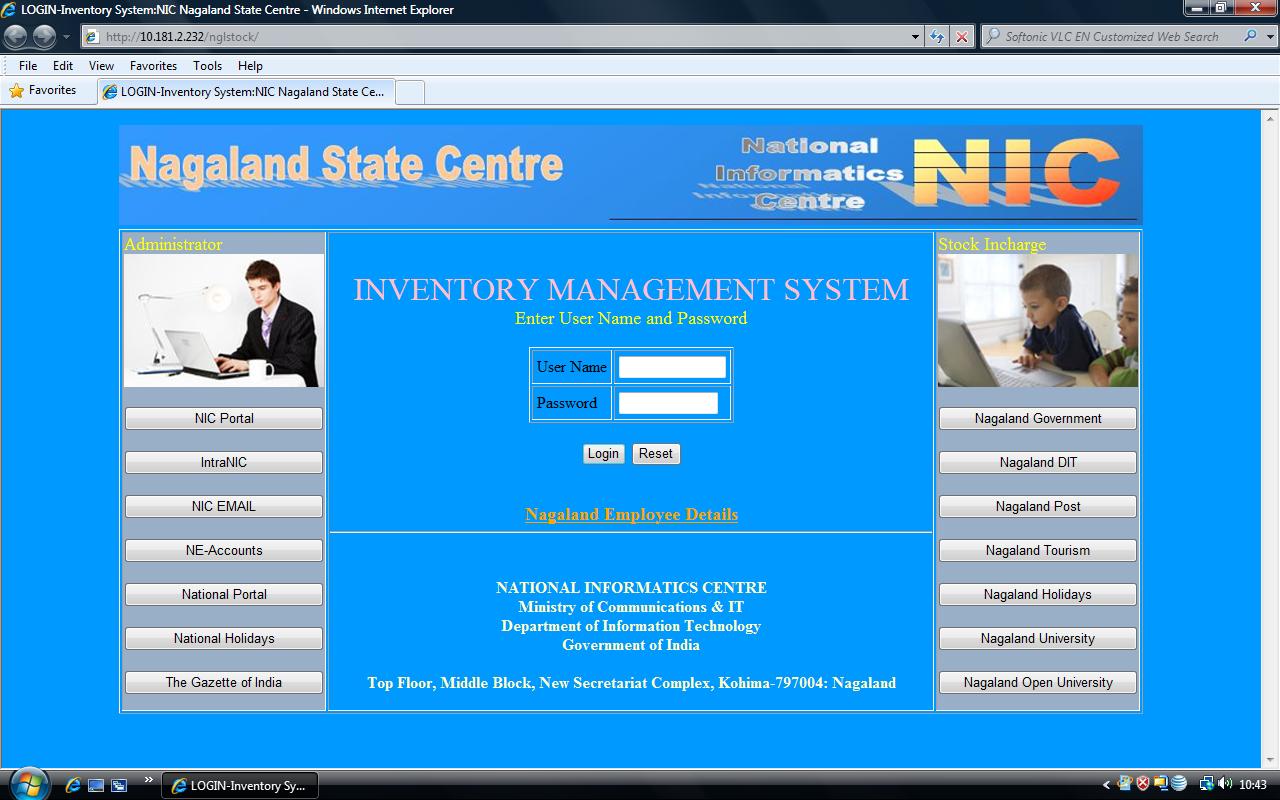 LOGIN-Inventory System:NIC Nagaland State Centre - Windows Internet Explorer
http://10.181.2.232/nglstock/
Softonic VLC EN Customized Web Search
File Edit View Favorites Tools Help
Favorites
LOGIN-Inventory System:NIC Nagaland State Ce...
Nagaland State Centre
National
Informatics
Centre
NIC
Administrator
NIC Portal
IntraNIC
NIC EMAIL
NE-Accounts
National Portal
National Holidays
The Gazette of India
INVENTORY MANAGEMENT SYSTEM
Enter User Name and Password
User Name
Password
Login Reset
Nagaland Employee Details
NATIONAL INFORMATICS CENTRE
Ministry of Communications & IT
Department of Information Technology
Government of India
Top Floor, Middle Block, New Secretariat Complex, Kohima-797004: Nagaland
Stock Incharge
Nagaland Government
Nagaland DIT
Nagaland Post
Nagaland Tourism
Nagaland Holidays
Nagaland University
Nagaland Open University
LOGIN-Inventory Sy...
10:43